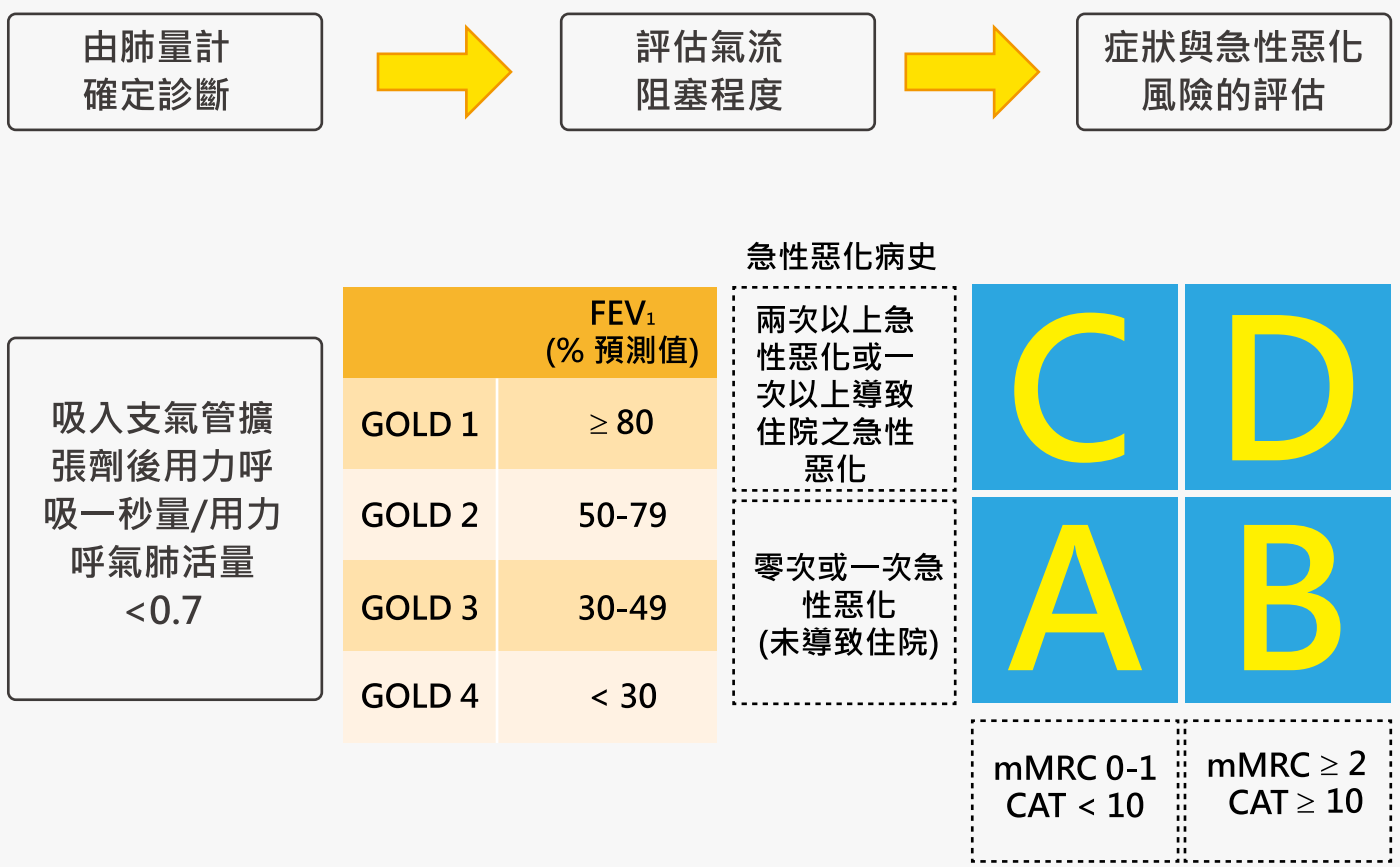 由肺量計
確定診斷
評估氣流
阻塞程度
症狀與急性惡化
風險的評估
吸入支氣管擴
張劑後用力呼
吸一秒量/用力
呼氣肺活量
<0.7
FEV₁
(% 預測值)
GOLD 1 ≥ 80
GOLD 2 50-79
GOLD 3 30-49
GOLD 4 < 30
急性惡化病史
兩次以上急
性惡化或一
次以上導致
住院之急性
惡化
零次或一次急
性惡化
(未導致住院)
C D
A B
mMRC 0-1
CAT < 10
mMRC ≥ 2
CAT ≥ 10